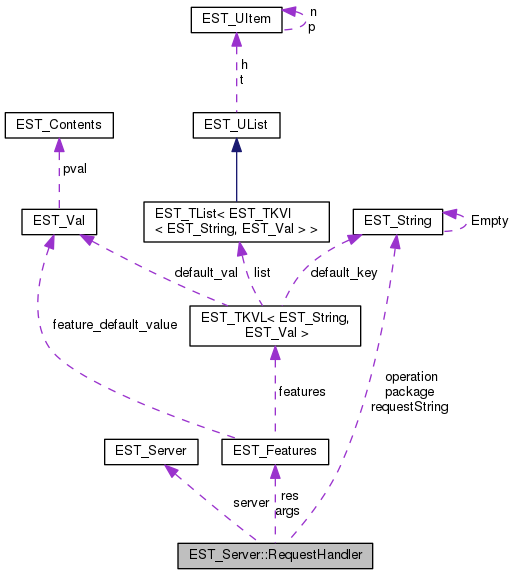 EST_UItem
n
p
h
t
EST_Contents
EST_UList
pval
EST_Val
EST_TList< EST_TKVI
< EST_String, EST_Val > >
EST_String
Empty
default_val
list
default_key
EST_TKVL< EST_String,
EST_Val >
feature_default_value
operation
package
requestString
features
EST_Server
EST_Features
server
res
args
EST_Server::RequestHandler